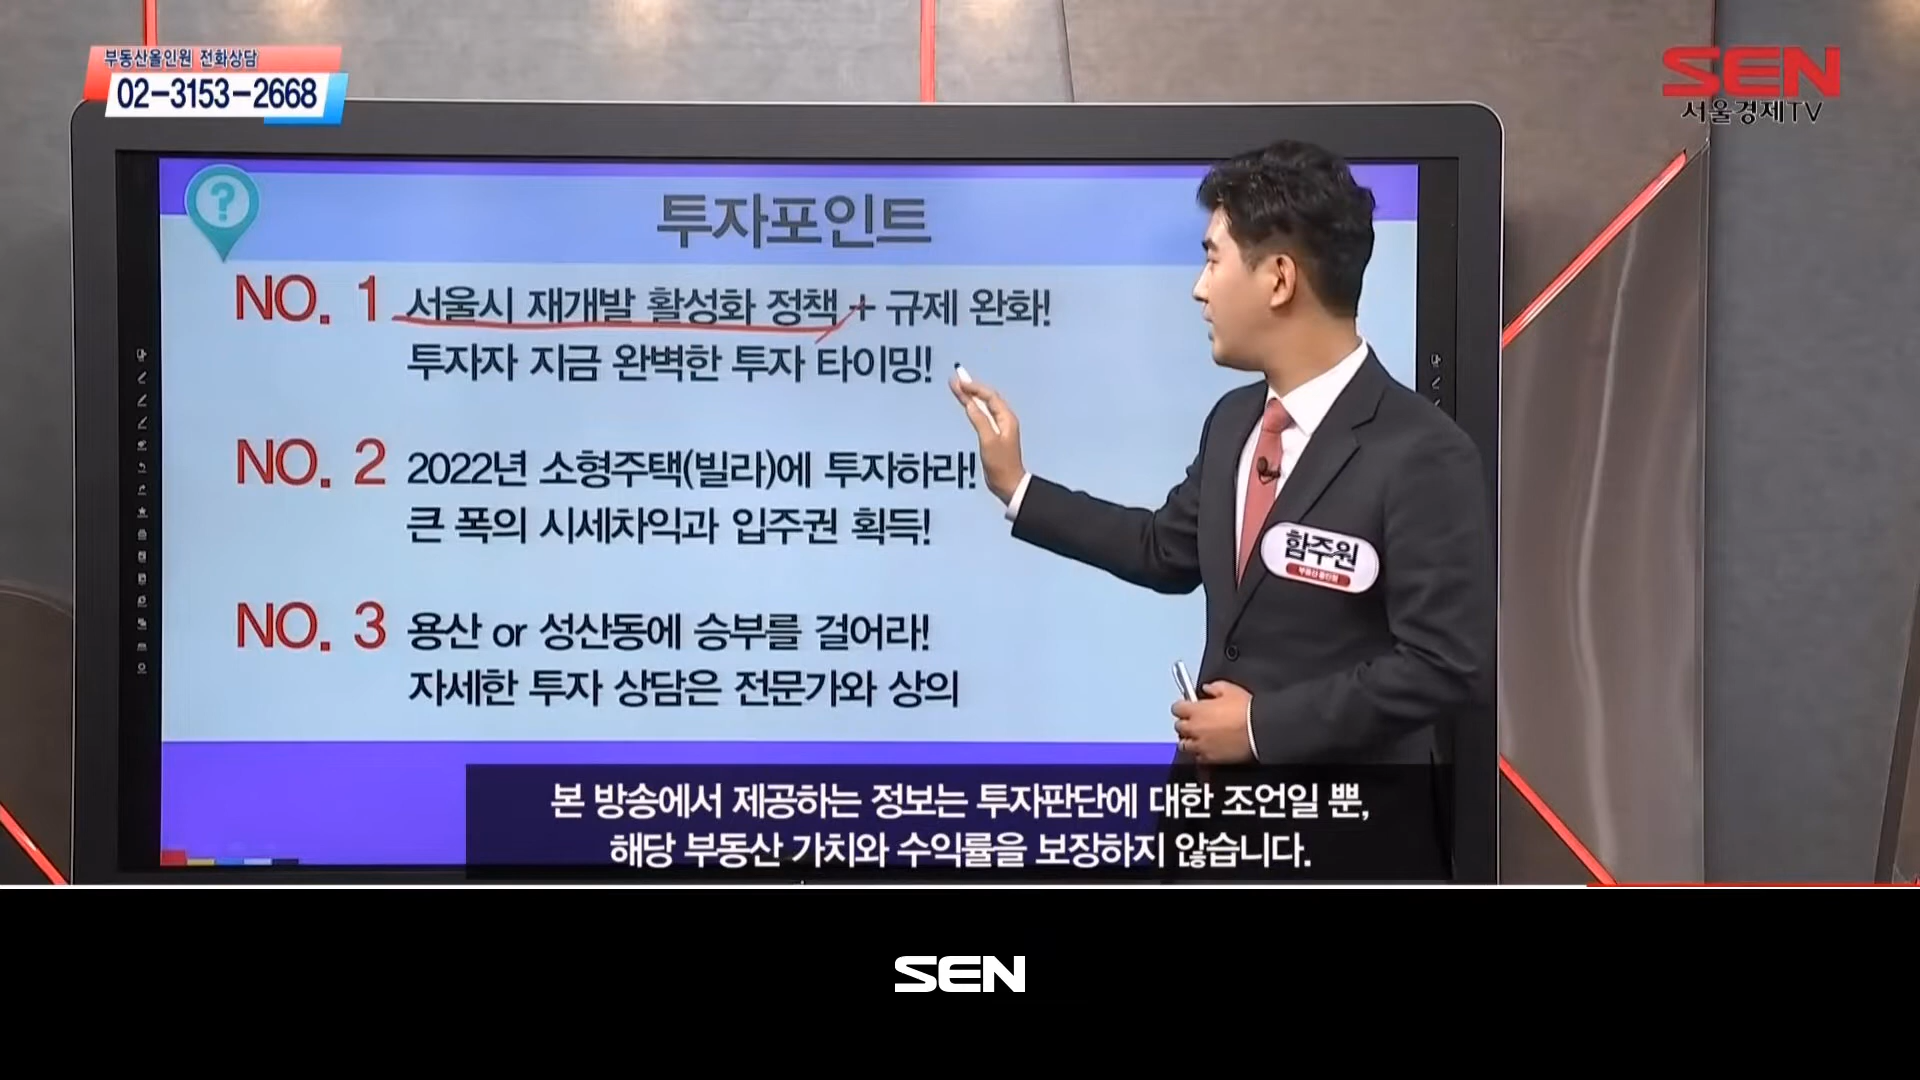 부동산올인원 전화상담
02-3153-2668
SEN
서울경제TV
?
투자포인트
NO. 1 서울시 재개발 활성화 정책 + 규제 완화!
투자자 지금 완벽한 투자 타이밍!
NO. 2 2022년 소형주택(빌라)에 투자하라!
큰 폭의 시세차익과 입주권 획득!
NO. 3 용산 or 성산동에 승부를 걸어라!
자세한 투자 상담은 전문가와 상의
함주원
본 방송에서 제공하는 정보는 투자판단에 대한 조언일 뿐,
해당 부동산 가치와 수익률을 보장하지 않습니다.
SEN